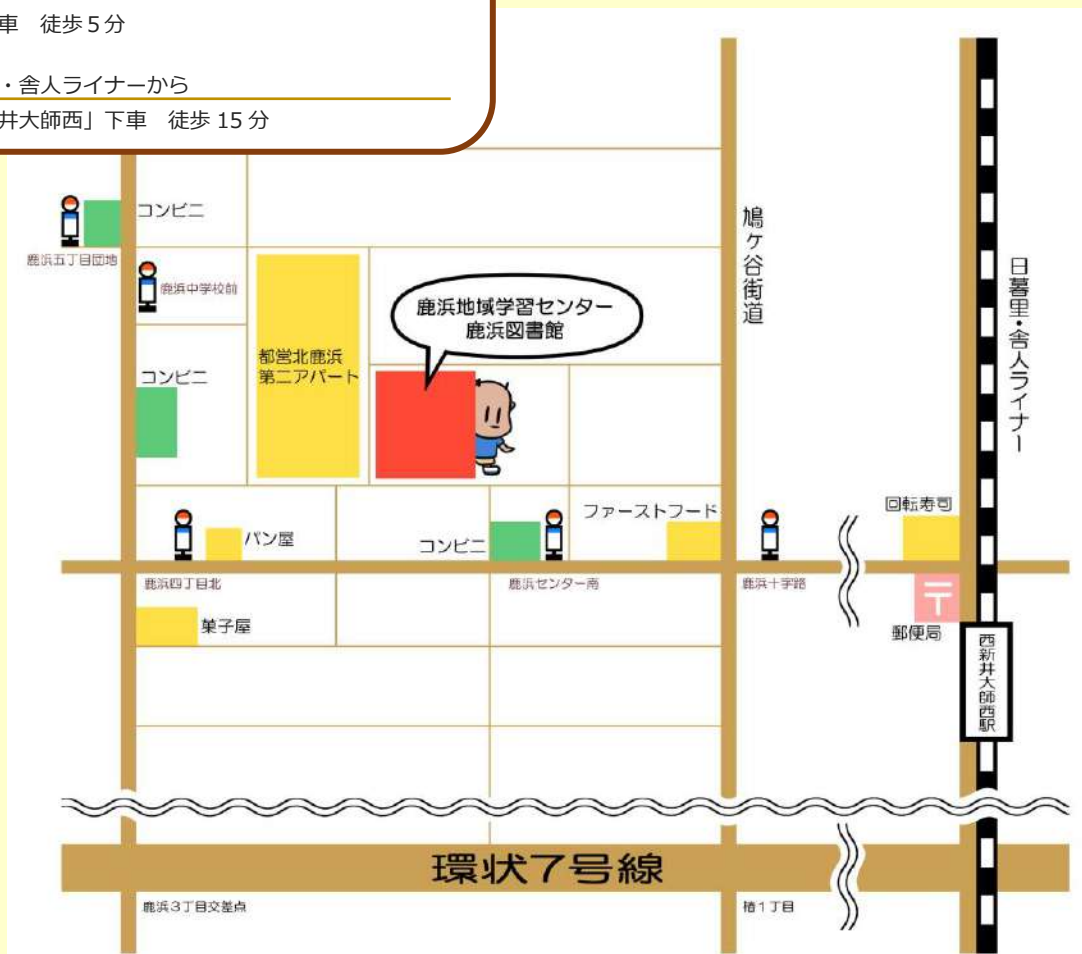 車 徒歩5分
・舎人ライナーから
井大師西」下車 徒歩 15 分
コンビニ
鹿浜五丁目団地
鹿浜中学校前
鳩ヶ谷街道
日暮里・舎人ライナー
鹿浜地域学習センター
鹿浜図書館
都営北鹿浜
第二アパート
コンビニ
回転寿司
ファーストフード
パン屋
コンビニ
鹿浜四丁目北
鹿浜センター南
鹿浜十字路
菓子屋
〒
郵便局
西新井大師西駅
環状7号線
鹿浜3丁目交差点
椿1丁目